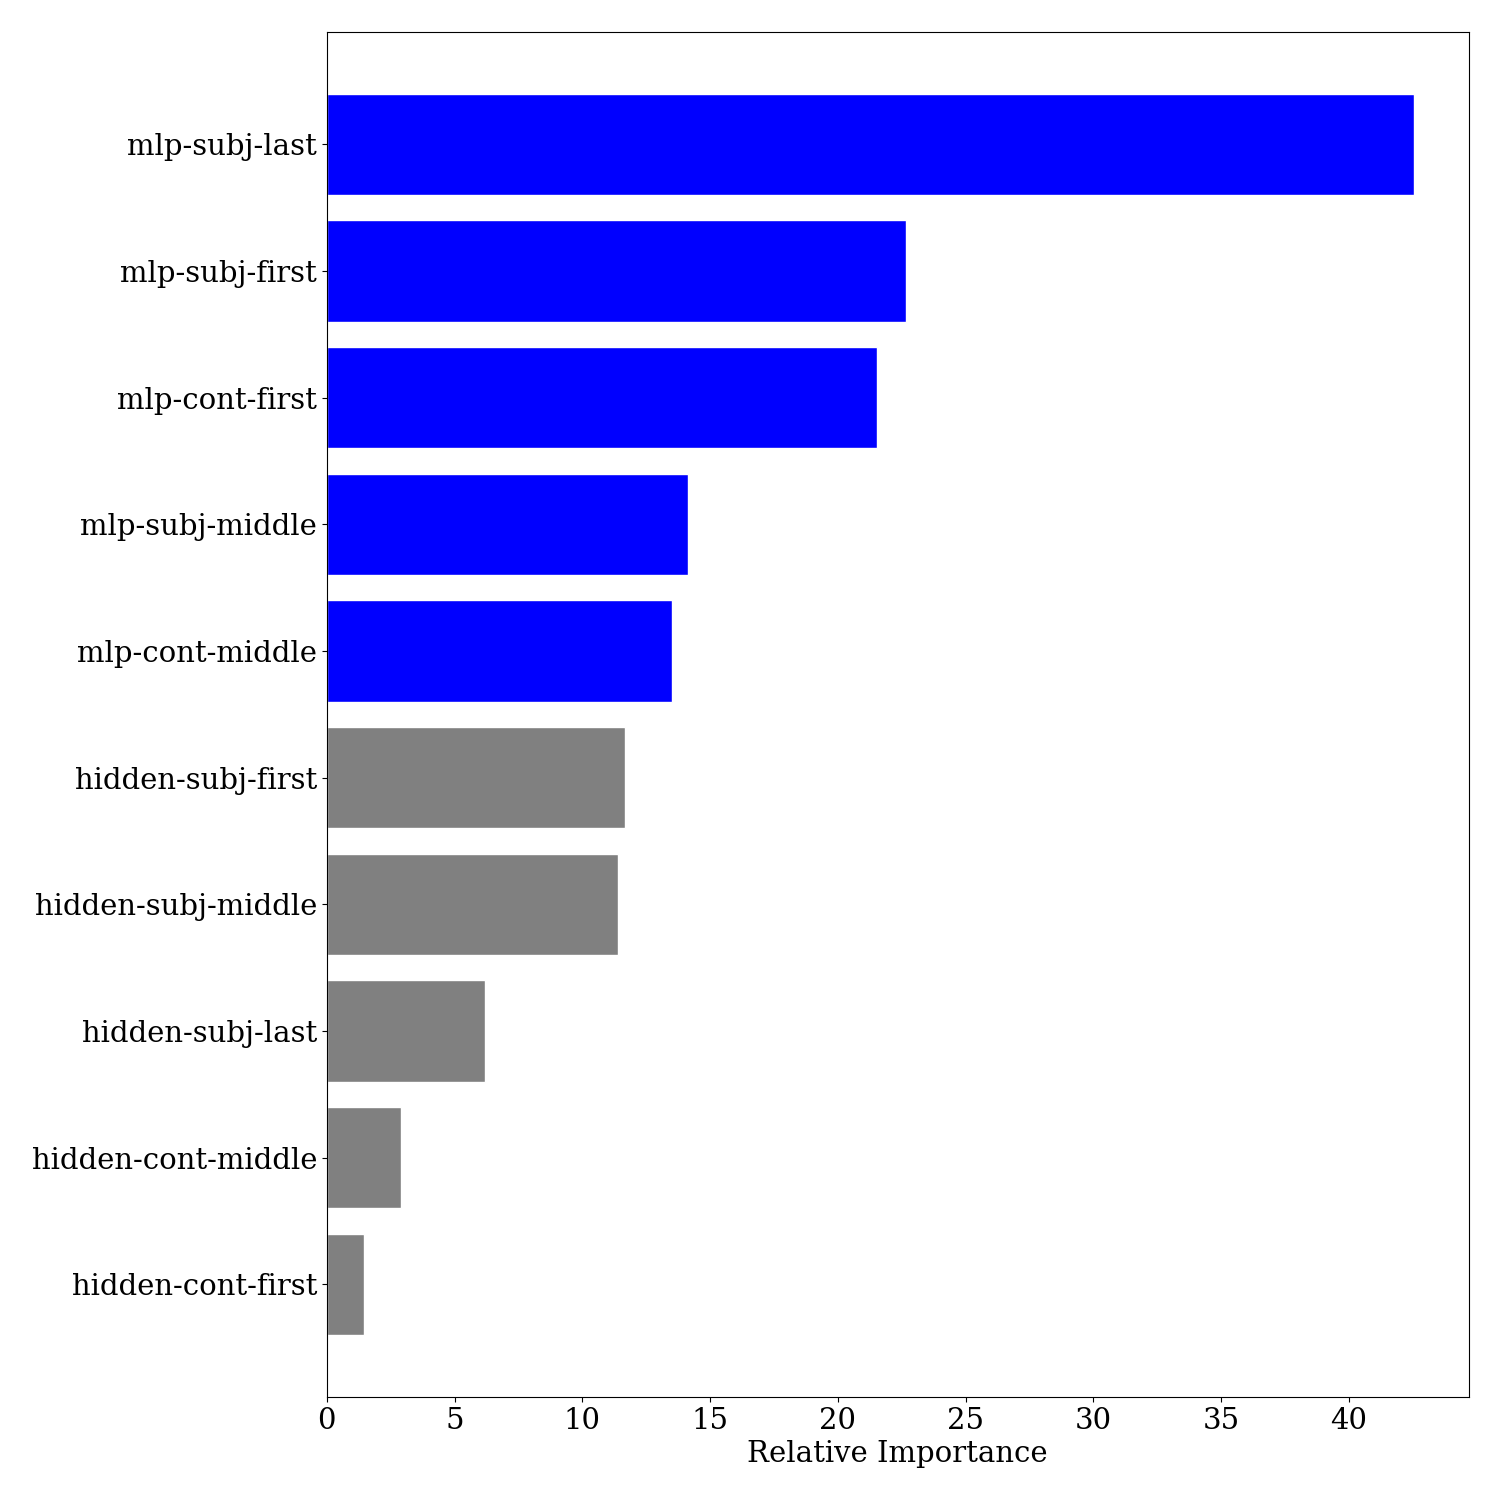 mlp-subj-last
mlp-subj-first
mlp-cont-first
mlp-subj-middle
mlp-cont-middle
hidden-subj-first
hidden-subj-middle
hidden-subj-last
hidden-cont-middle
hidden-cont-first
0 5 10 15 20 25 30 35 40
Relative Importance